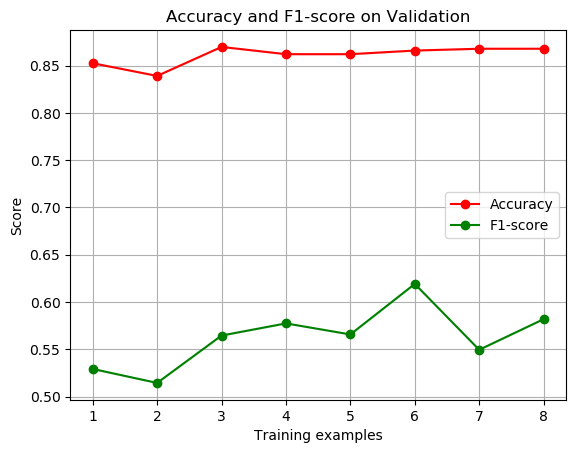 Accuracy and F1-score on Validation
Score
0.85
0.80
0.75
0.70
0.65
0.60
0.55
0.50
Accuracy
F1-score
1 2 3 4 5 6 7 8
Training examples